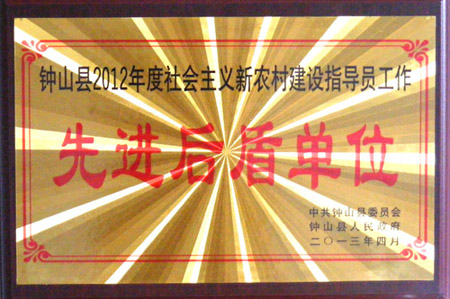 钟山县2012年度社会主义新农村建设指导员工作
先进后盾单位
中共钟山县委员会
钟山县人民政府
二〇一三年四月